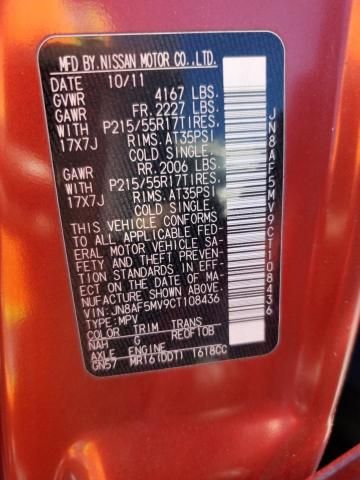 MFD BY.NISSAN MOTOR CO.,LTD.
DATE 10/11
GVWR 4167 LBS.
GAWR FR. 2227 LBS.
WITH P215/55R17TIRES.
17X7J RIMS.AT35PSI
COLD SINGLE.
GAWR RR. 2006 LBS.
WITH P215/55R17TIRES.
17X7J RIMS.AT35PSI
COLD SINGLE.
THIS VEHICLE CONFORMS
TO ALL APPLICABLE FED-
ERAL MOTOR VEHICLE SA-
FETY AND THEFT PREVEN-
TION STANDARDS IN EFF-
ECT ON THE DATE OF MA-
NUFACTURE SHOWN ABOVE.
VIN:JN8AF5MV9CT108436
TYPE:MPV
COLOR TRIM TRANS
NAH G RE0F10B
AXLE ENGINE
GN57 MR16(DDT) 1618CC
JN8AF5MV9CT108436